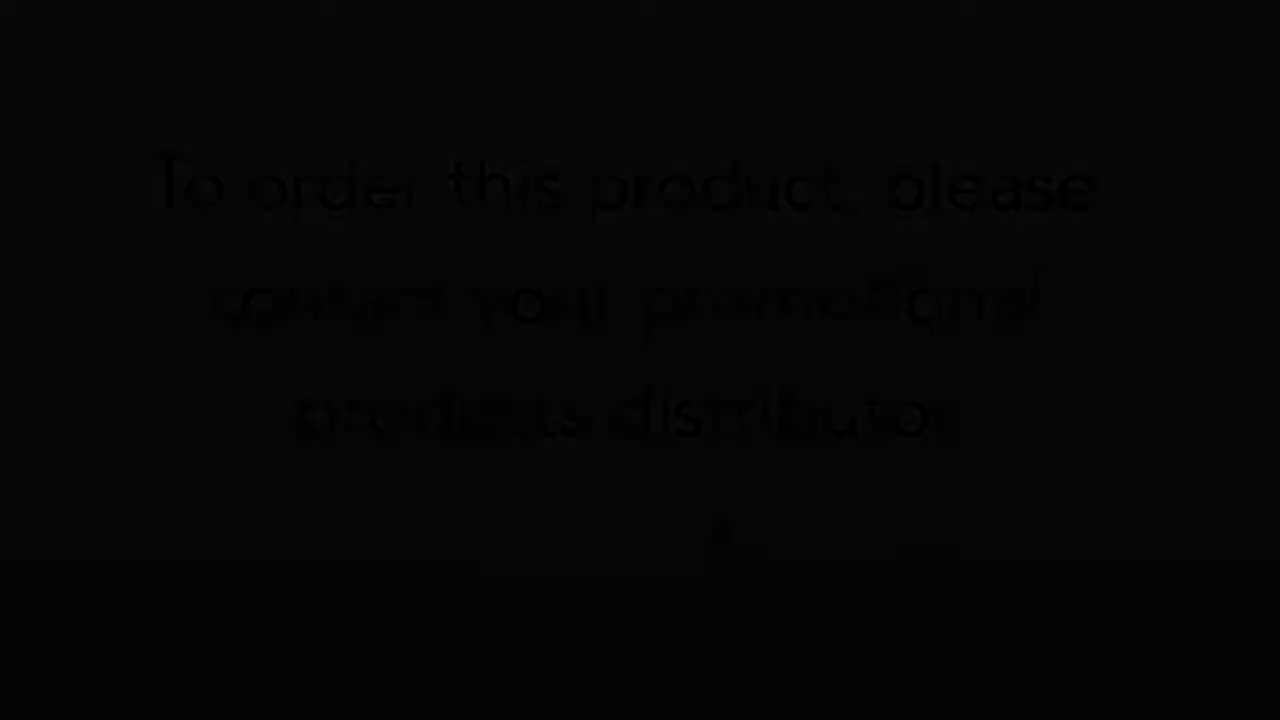 To order this product, please
contact your promotional
products distributor